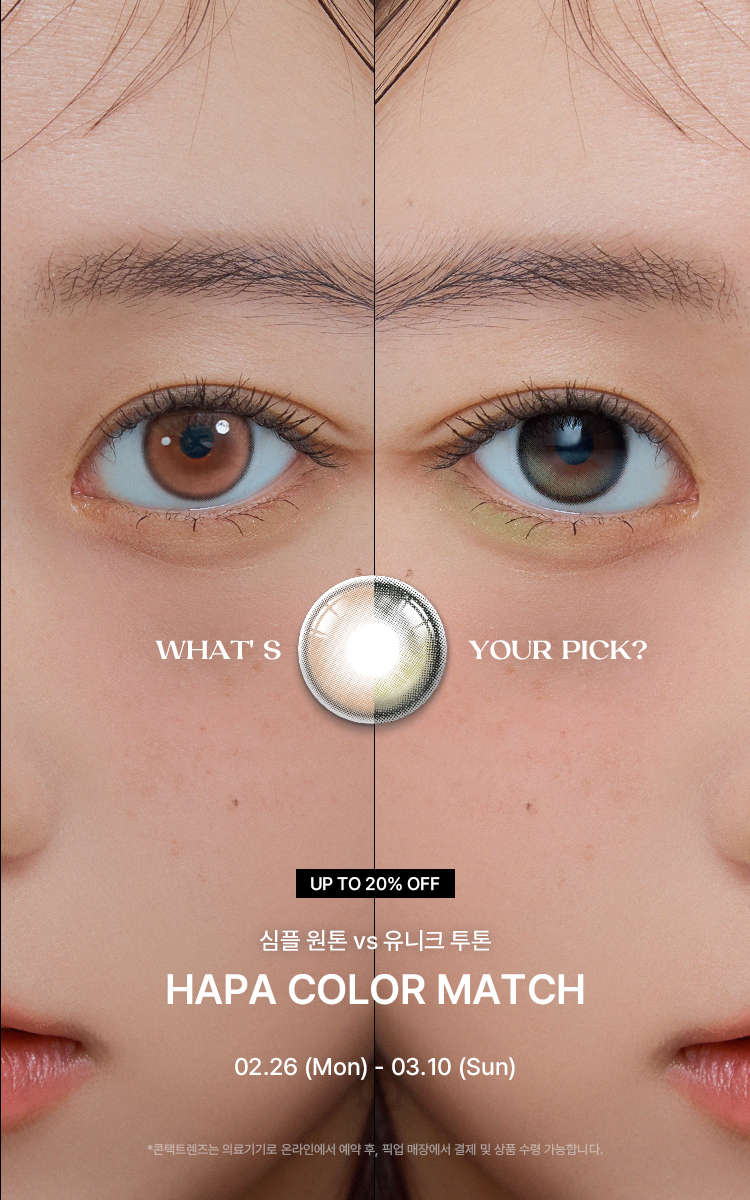 WHAT' S YOUR PICK?
UP TO 20% OFF
심플 원톤 vs 유니크 투톤
HAPA COLOR MATCH
02.26 (Mon) - 03.10 (Sun)
*콘택트렌즈는 의료기기로 온라인에서 예약 후, 픽업 매장에서 결제 및 상품 수령 가능합니다.